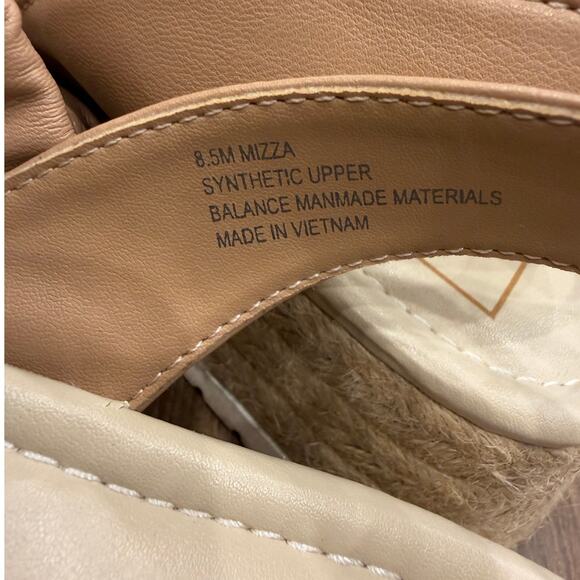 8.5M MIZZA
SYNTHETIC UPPER
BALANCE MANMADE MATERIALS
MADE IN VIETNAM